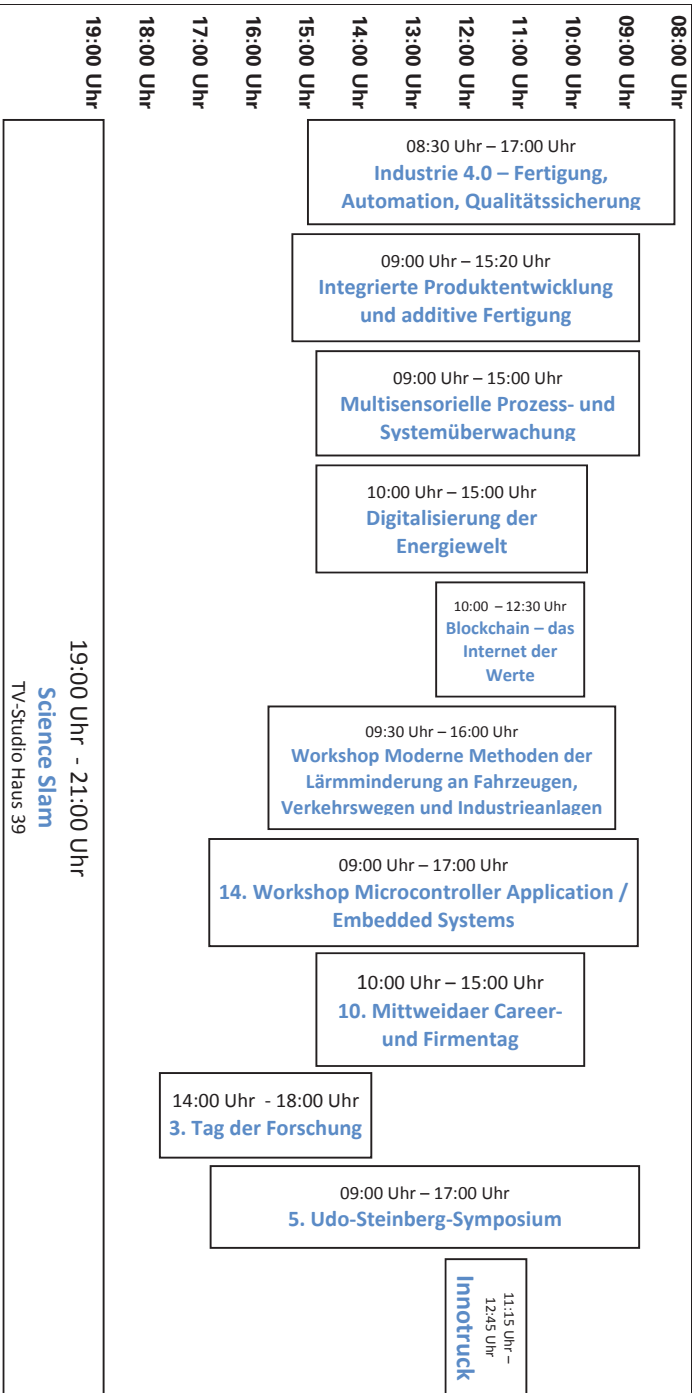 08:00 Uhr
09:00 Uhr
10:00 Uhr
11:00 Uhr
12:00 Uhr
13:00 Uhr
14:00 Uhr
15:00 Uhr
16:00 Uhr
17:00 Uhr
18:00 Uhr
19:00 Uhr
08:30 Uhr – 17:00 Uhr
Industrie 4.0 – Fertigung,
Automation, Qualitätssicherung
09:00 Uhr – 15:20 Uhr
Integrierte Produktentwicklung
und additive Fertigung
09:00 Uhr – 15:00 Uhr
Multisensorielle Prozess- und
Systemüberwachung
10:00 Uhr – 15:00 Uhr
Digitalisierung der
Energiewelt
10:00 – 12:30 Uhr
Blockchain – das
Internet der
Werte
09:30 Uhr – 16:00 Uhr
Workshop Moderne Methoden der
Lärmminderung an Fahrzeugen,
Verkehrswegen und Industrieanlagen
09:00 Uhr – 17:00 Uhr
14. Workshop Microcontroller Application /
Embedded Systems
10:00 Uhr – 15:00 Uhr
10. Mittweidaer Career-
und Firmentag
14:00 Uhr - 18:00 Uhr
3. Tag der Forschung
09:00 Uhr – 17:00 Uhr
5. Udo-Steinberg-Symposium
11:15 Uhr –
12:45 Uhr
Innotruck
19:00 Uhr - 21:00 Uhr
Science Slam
TV-Studio Haus 39